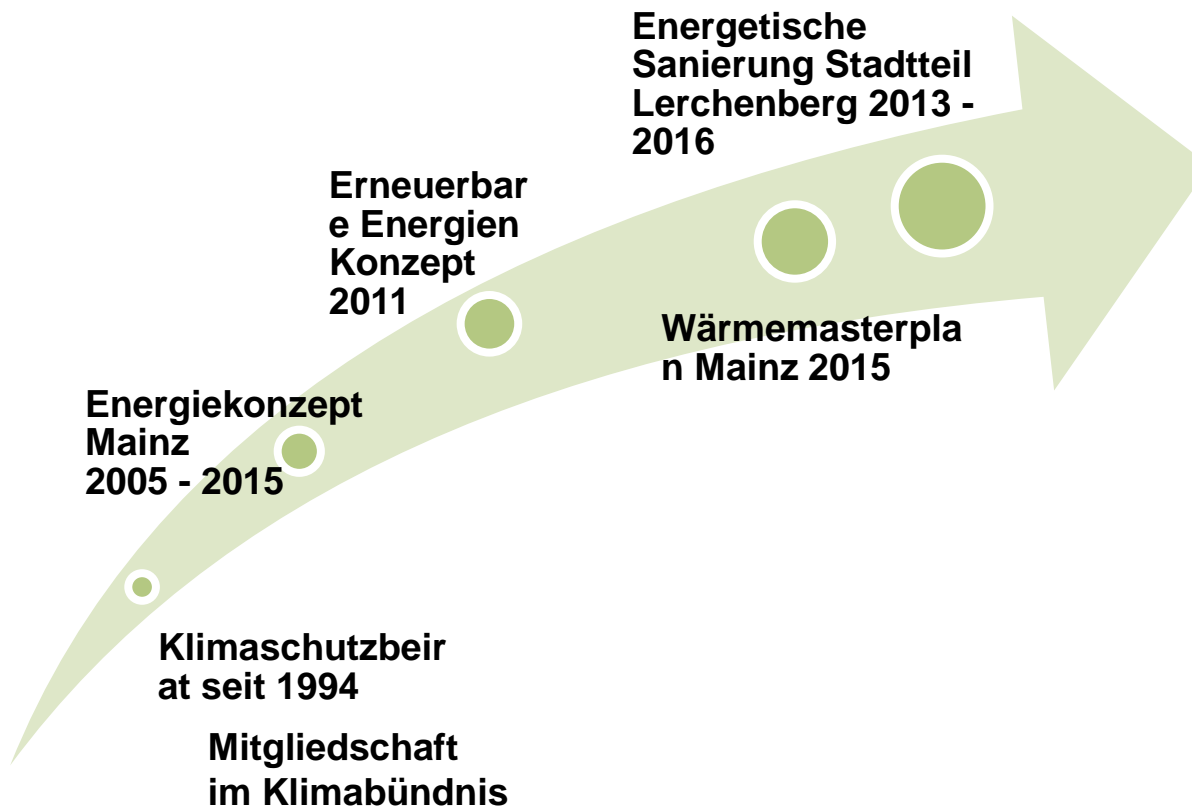 Energetische
Sanierung Stadtteil
Lerchenberg 2013 -
2016
Erneuerbar
e Energien
Konzept
2011
Wärmemasterpla
n Mainz 2015
Energiekonzept
Mainz
2005 - 2015
Klimaschutzbeir
at seit 1994
Mitgliedschaft
im Klimabündnis